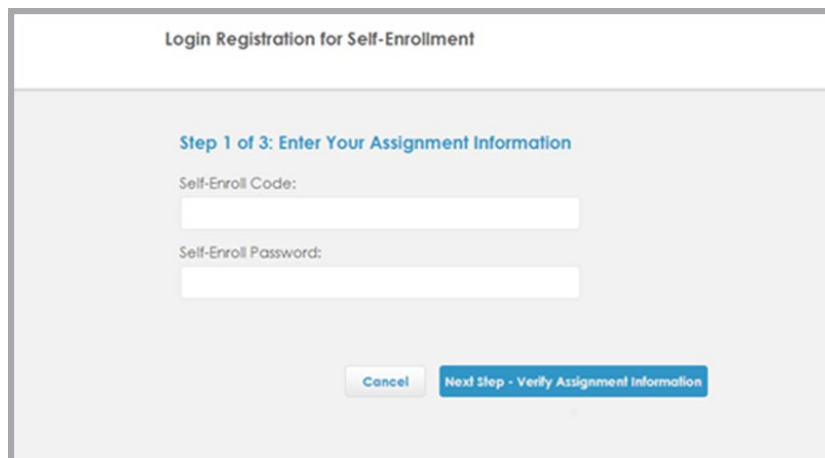 Login Registration for Self-Enrollment
Step 1 of 3: Enter Your Assignment Information
Self-Enroll Code:
Self-Enroll Password:
Cancel
Next Step - Verify Assignment Information